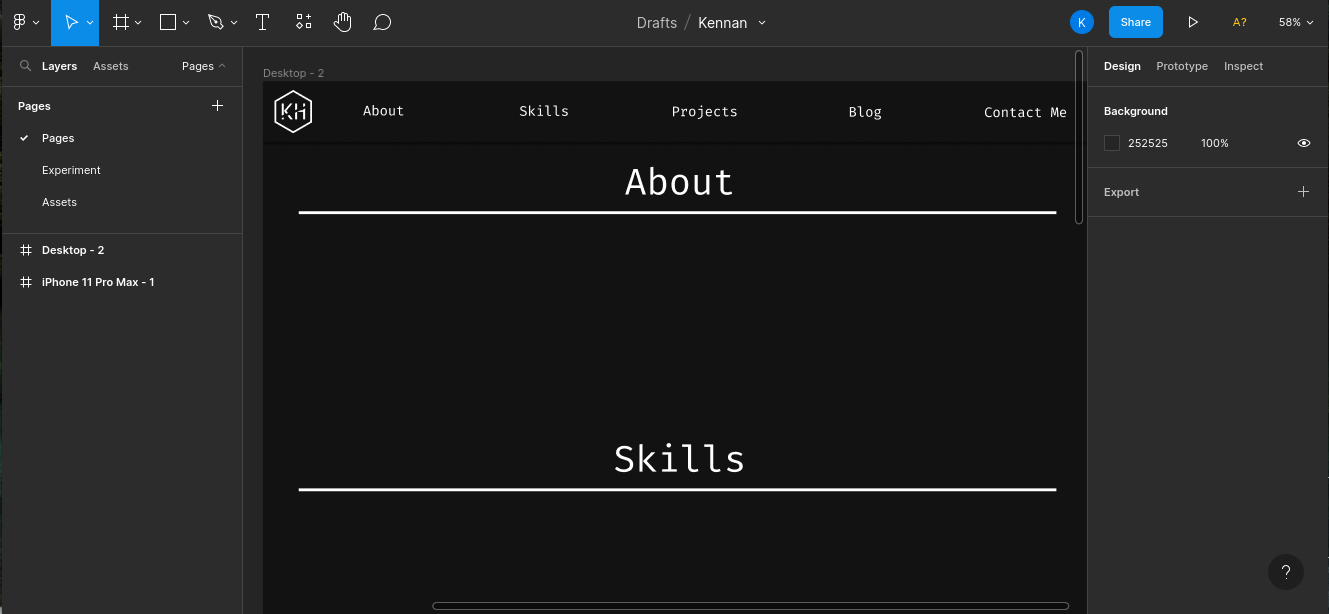 Drafts / Kennan
K
Share
A?
58%
Layers
Assets
Pages
Pages
Pages
Experiment
Assets
Desktop - 2
iPhone 11 Pro Max - 1
Desktop - 2
KH
About
Skills
Projects
Blog
Contact Me
About
Skills
Design
Prototype
Inspect
Background
252525
100%
Export
?